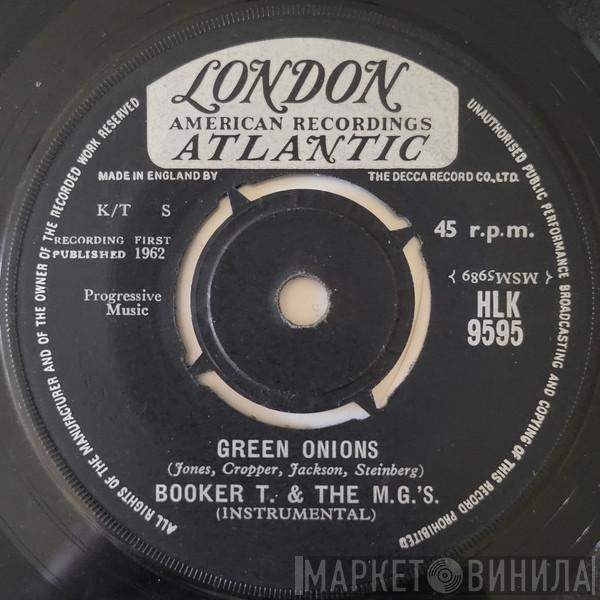 LONDON
AMERICAN RECORDINGS
ATLANTIC
MADE IN ENGLAND BY
THE DECCA RECORD CO., LTD.
K/T S
RECORDING FIRST
PUBLISHED 1962
Progressive
Music
45 r.p.m.
{ MSM5989 }
HLK
9595
GREEN ONIONS
(Jones, Cropper, Jackson, Steinberg)
BOOKER T. & THE M.G.'S.
(INSTRUMENTAL)
ALL RIGHTS OF THE MANUFACTURER AND OF THE OWNER OF THE RECORDED WORK RESERVED
UNAUTHORISED PUBLIC PERFORMANCE BROADCASTING AND COPYING OF THIS RECORD PROHIBITED
МАРКЕТ ВИНИЛА